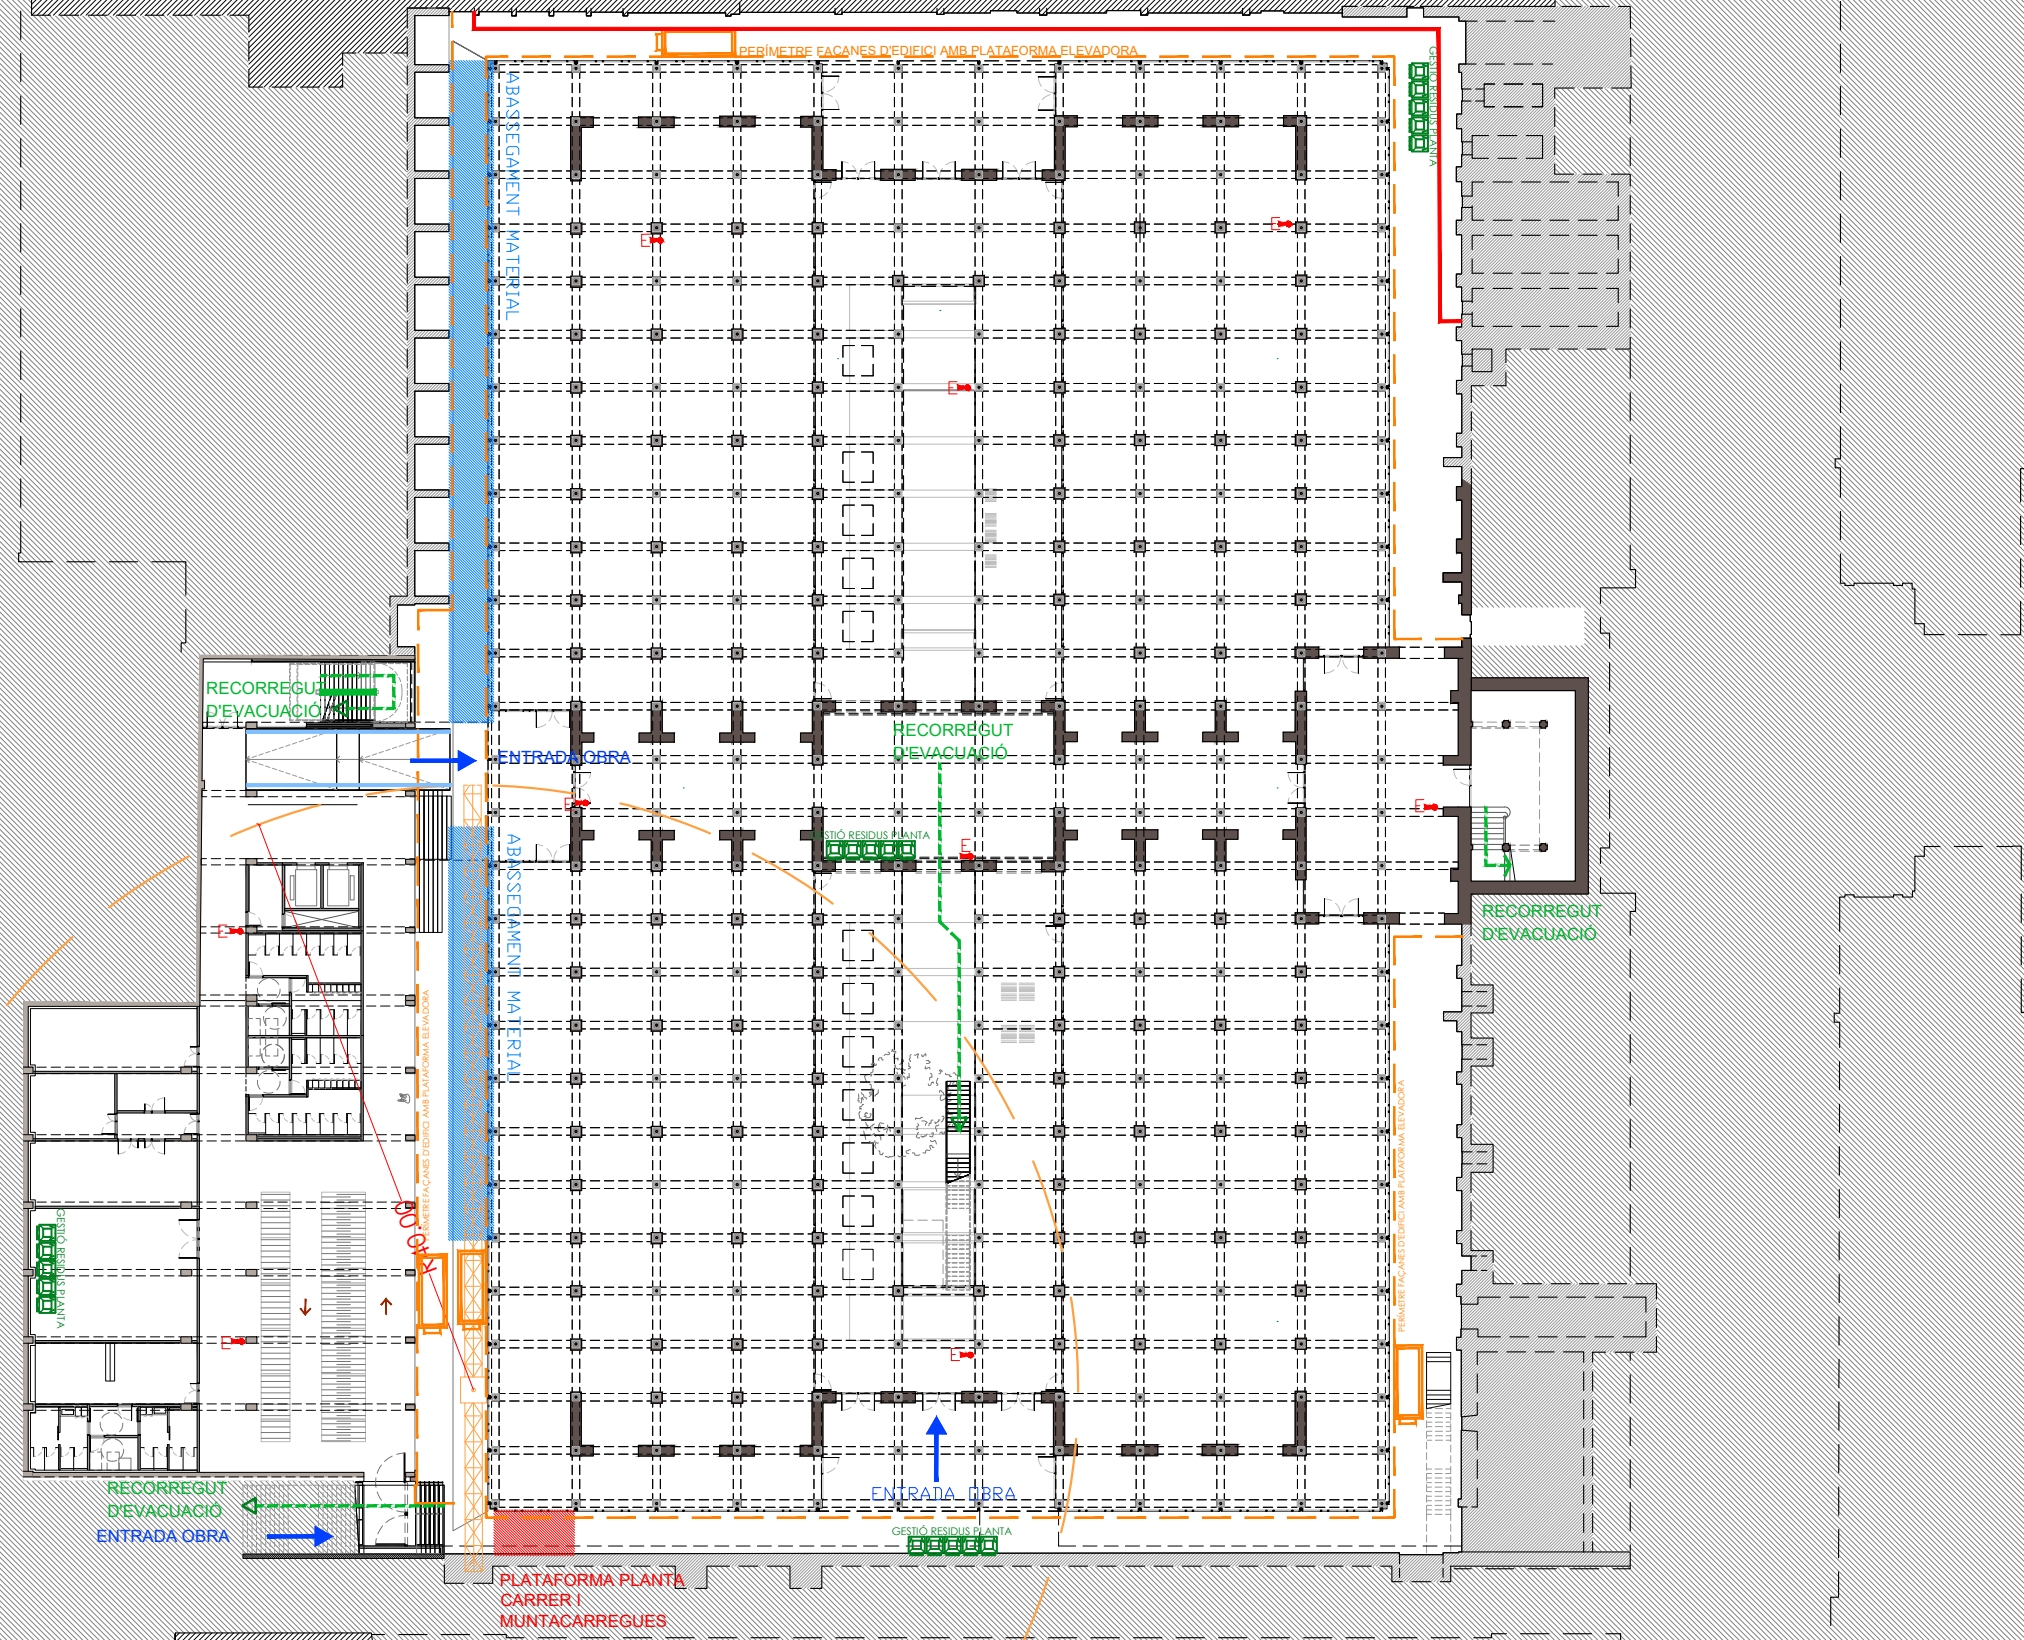 PERÍMETRE FAÇANES D'EDIFICI AMB PLATAFORMA ELEVADORA
GESTIÓ RESIDUS PLANTA
ABASSEGAMENT MATERIAL
E
E
E
RECORREGUT
D'EVACUACIÓ
RECORREGUT
D'EVACUACIÓ
ENTRADA OBRA
E
E
GESTIÓ RESIDUS PLANTA
E
ABASSEGAMENT MATERIAL
RECORREGUT
D'EVACUACIÓ
E
PERÍMETRE FAÇANES D'EDIFICI AMB PLATAFORMA ELEVADORA
PERÍMETRE FAÇANES D'EDIFICI AMB PLATAFORMA ELEVADORA
R40.00
GESTIÓ RESIDUS PLANTA
E
E
RECORREGUT
D'EVACUACIÓ
ENTRADA OBRA
ENTRADA OBRA
GESTIÓ RESIDUS PLANTA
PLATAFORMA PLANTA
CARRER I
MUNTACARREGUES